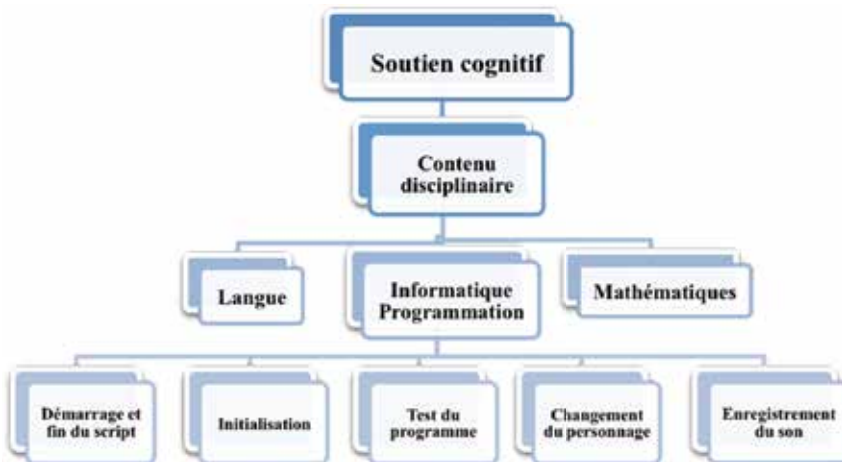 Soutien cognitif
Contenu
disciplinaire
Langue
Informatique
Programmation
Mathématiques
Démarrage et
fin du script
Initialisation
Test du
programme
Changement
du personnage
Enregistrement
du son